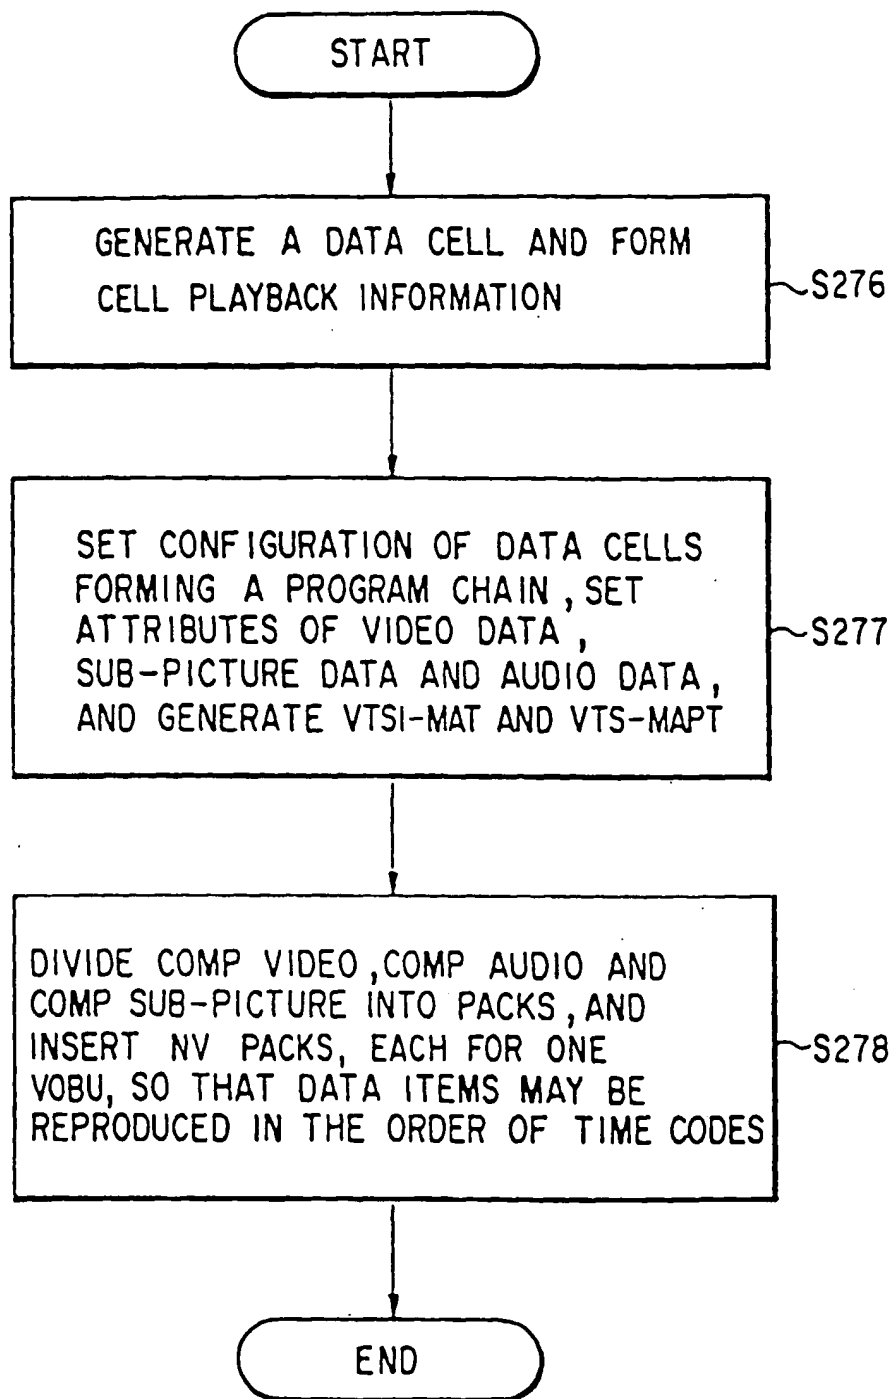 START
GENERATE A DATA CELL AND FORM
CELL PLAYBACK INFORMATION
S276
SET CONFIGURATION OF DATA CELLS
FORMING A PROGRAM CHAIN, SET
ATTRIBUTES OF VIDEO DATA,
SUB-PICTURE DATA AND AUDIO DATA,
AND GENERATE VTSI-MAT AND VTS-MAPT
S277
DIVIDE COMP VIDEO, COMP AUDIO AND
COMP SUB-PICTURE INTO PACKS, AND
INSERT NV PACKS, EACH FOR ONE
VOBU, SO THAT DATA ITEMS MAY BE
REPRODUCED IN THE ORDER OF TIME CODES
S278
END